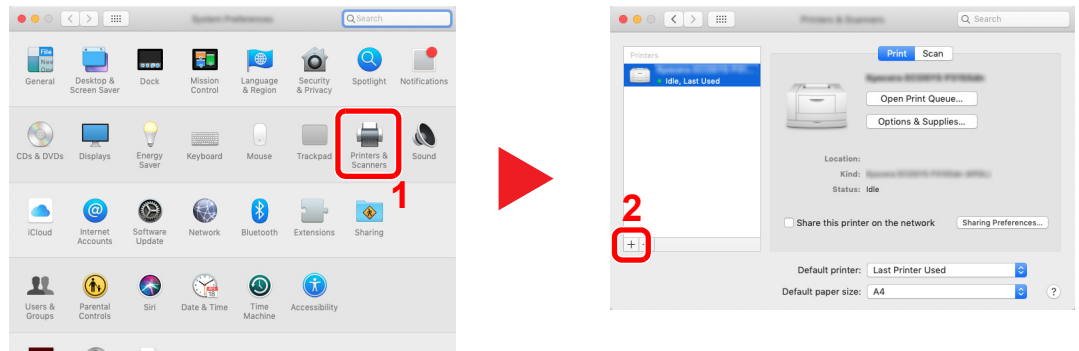 Search
File
New
General
Desktop &
Screen Saver
Dock
Mission
Control
Language
& Region
Security
& Privacy
Spotlight
Notifications
CDs & DVDs
Displays
Energy
Saver
Keyboard
Mouse
Trackpad
Printers &
Scanners
Sound
1
iCloud
Internet
Accounts
Software
Update
Network
Bluetooth
Extensions
Sharing
Users &
Groups
Parental
Controls
Siri
Date & Time
Time
Machine
Accessibility
Search
Printers
Idle, Last Used
Print Scan
Open Print Queue...
Options & Supplies...
Location:
Kind:
Status: Idle
2
Share this printer on the network Sharing Preferences...
+ -
Default printer: Last Printer Used
Default paper size: A4
?